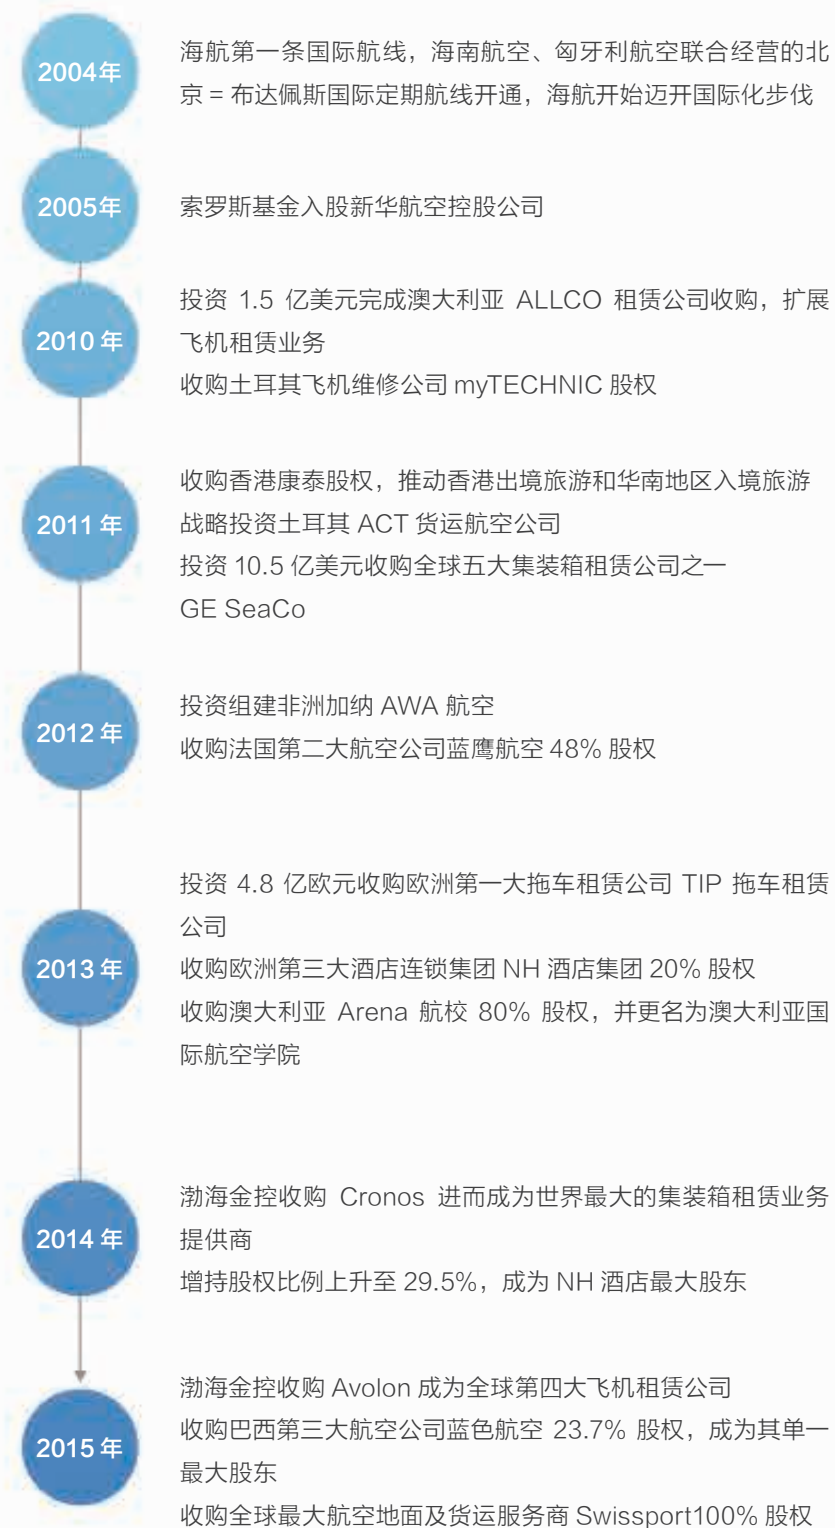 2004年
海航第一条国际航线，海南航空、匈牙利航空联合经营的北
京 = 布达佩斯国际定期航线开通，海航开始迈开国际化步伐
2005年
索罗斯基金入股新华航空控股公司
2010 年
投资 1.5 亿美元完成澳大利亚 ALLCO 租赁公司收购，扩展
飞机租赁业务
收购土耳其飞机维修公司 myTECHNIC 股权
2011 年
收购香港康泰股权，推动香港出境旅游和华南地区入境旅游
战略投资土耳其 ACT 货运航空公司
投资 10.5 亿美元收购全球五大集装箱租赁公司之一
GE SeaCo
2012 年
投资组建非洲加纳 AWA 航空
收购法国第二大航空公司蓝鹰航空 48% 股权
2013 年
投资 4.8 亿欧元收购欧洲第一大拖车租赁公司 TIP 拖车租赁
公司
收购欧洲第三大酒店连锁集团 NH 酒店集团 20% 股权
收购澳大利亚 Arena 航校 80% 股权，并更名为澳大利亚国
际航空学院
2014 年
渤海金控收购 Cronos 进而成为世界最大的集装箱租赁业务
提供商
增持股权比例上升至 29.5%，成为 NH 酒店最大股东
2015 年
渤海金控收购 Avolon 成为全球第四大飞机租赁公司
收购巴西第三大航空公司蓝色航空 23.7% 股权，成为其单一
最大股东
收购全球最大航空地面及货运服务商 Swissport100% 股权